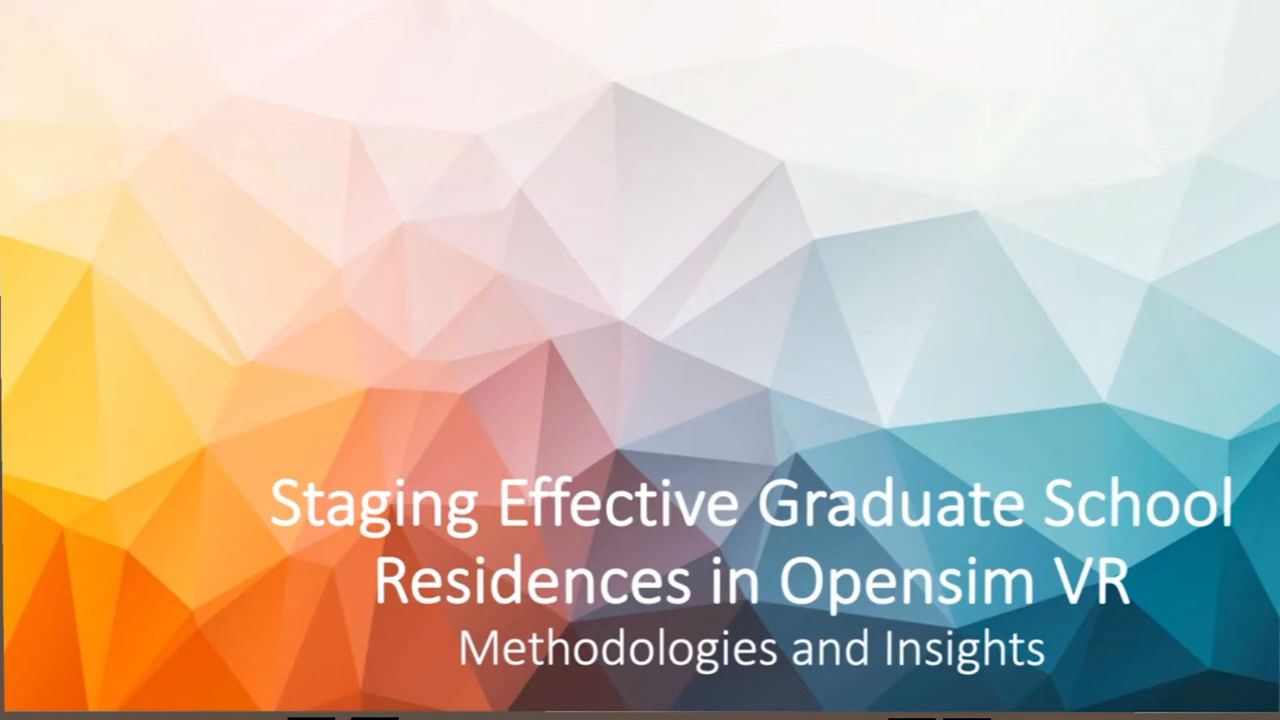 Staging Effective Graduate School
Residences in Opensim VR
Methodologies and Insights